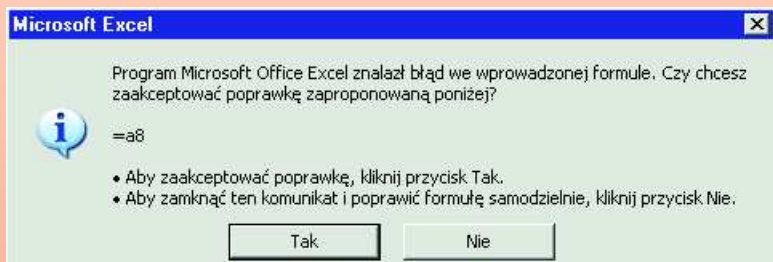 Microsoft Excel
Program Microsoft Office Excel znalazł błąd we wprowadzonej formule. Czy chcesz
zaakceptować poprawkę zaproponowaną poniżej?
=a8
• Aby zaakceptować poprawkę, kliknij przycisk Tak.
• Aby zamknąć ten komunikat i poprawić formułę samodzielnie, kliknij przycisk Nie.
Tak Nie